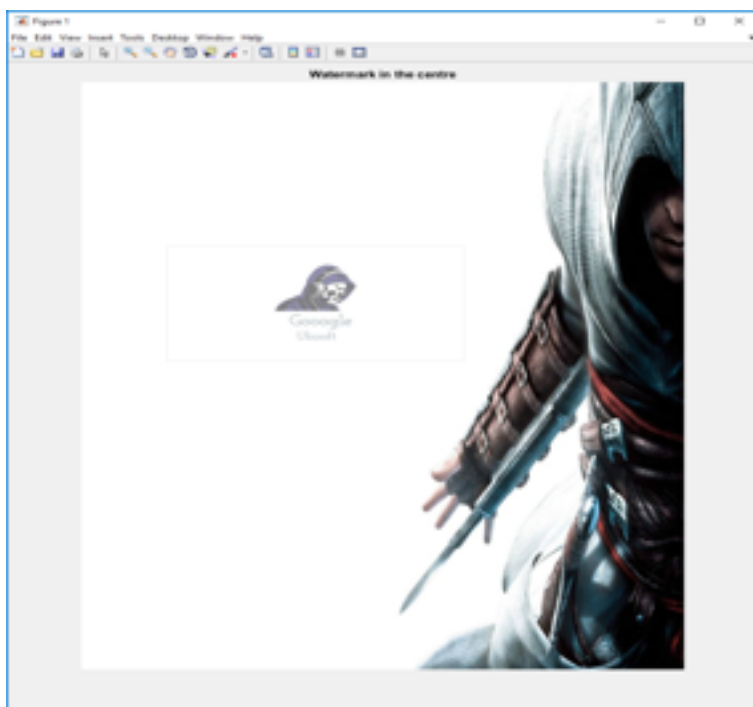 Figure 1
File Edit View Insert Tools Desktop Window Help
Watermark in the centre
Gooogle
Ubisoft